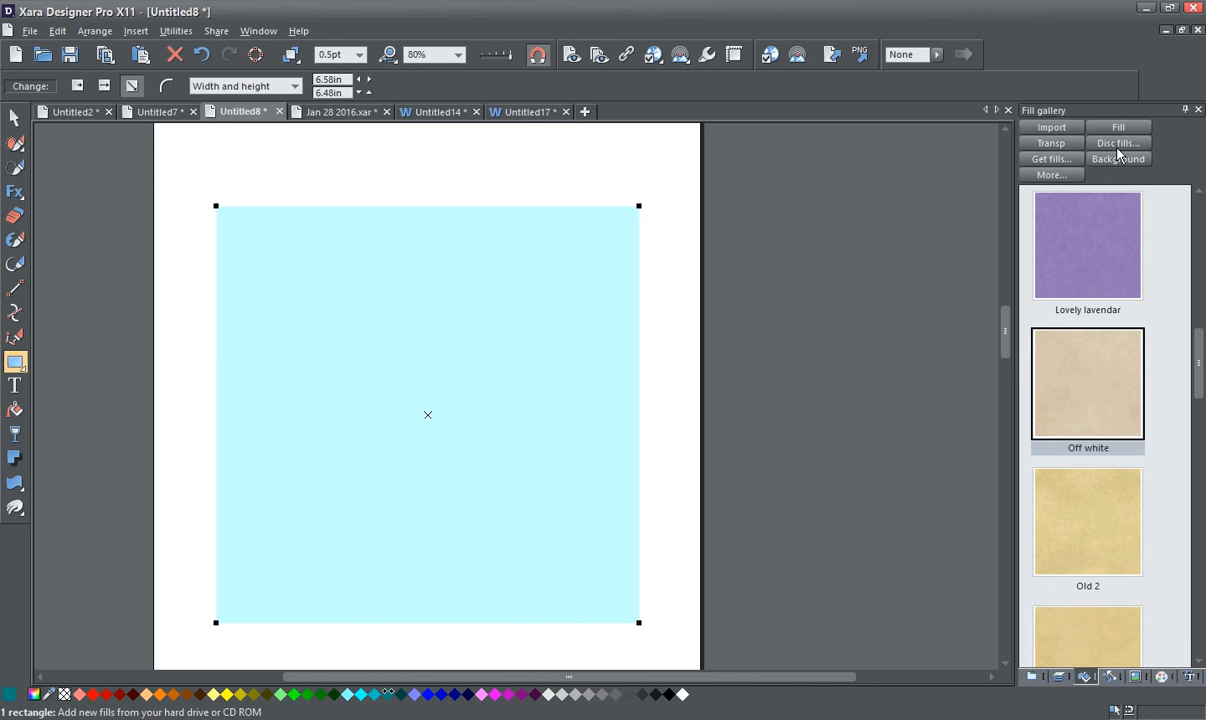 Xara Designer Pro X11 - [Untitled8 *]
File Edit Arrange Insert Utilities Share Window Help
0.5pt 80% PNG None
Change: Width and height 6.58in
6.48in
Untitled2 * Untitled7 * Untitled8 * Jan 28 2016.xar * Untitled14 * Untitled17 *
Fill gallery
Import Fill
Transp Disc fills...
Get fills... Background
More...
Fx
Lovely lavendar
Off white
Old 2
1 rectangle: Add new fills from your hard drive or CD ROM